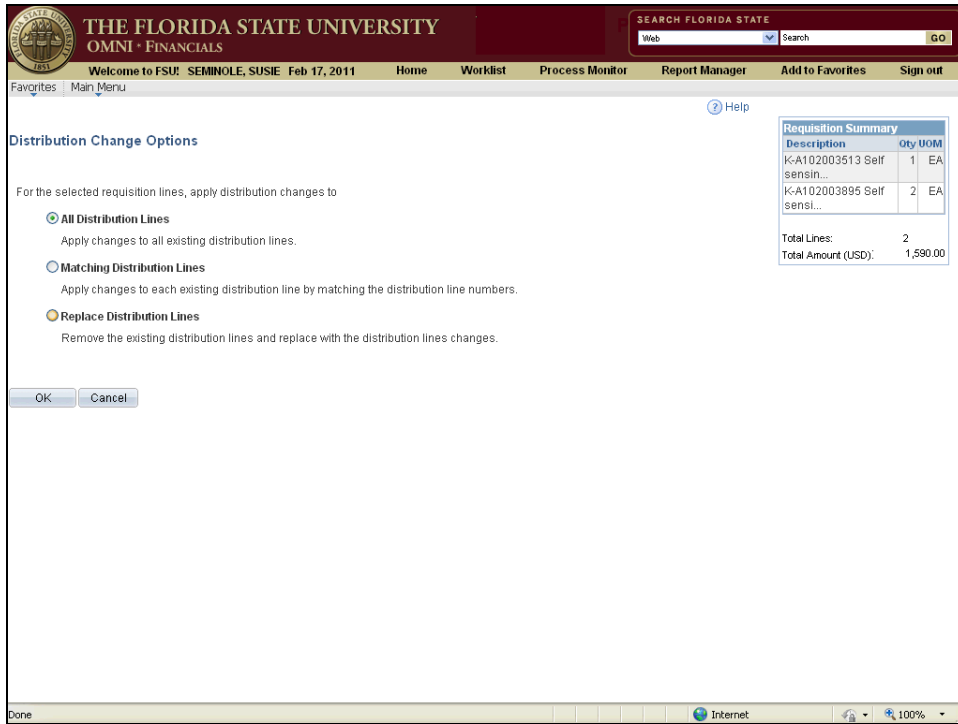 THE FLORIDA STATE UNIVERSITY
OMNI • FINANCIALS
SEARCH FLORIDA STATE
Web Search GO
1851
Welcome to FSU! SEMINOLE, SUSIE Feb 17, 2011 Home Worklist Process Monitor Report Manager Add to Favorites Sign out
Favorites Main Menu
? Help
Distribution Change Options
Requisition Summary
Description Qty UOM
K-A102003513 Self sensin... 1 EA
K-A102003895 Self sensi... 2 EA
Total Lines: 2
Total Amount (USD): 1,590.00
For the selected requisition lines, apply distribution changes to
All Distribution Lines
Apply changes to all existing distribution lines.
Matching Distribution Lines
Apply changes to each existing distribution line by matching the distribution line numbers.
Replace Distribution Lines
Remove the existing distribution lines and replace with the distribution lines changes.
OK Cancel
Done Internet 100%